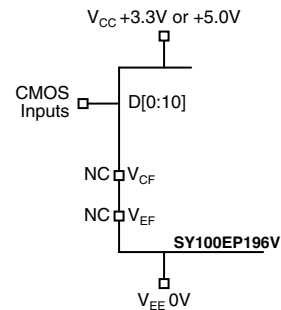 V_CC +3.3V or +5.0V
CMOS
Inputs
D[0:10]
NC V_CF
NC V_EF
SY100EP196V
V_EE 0V